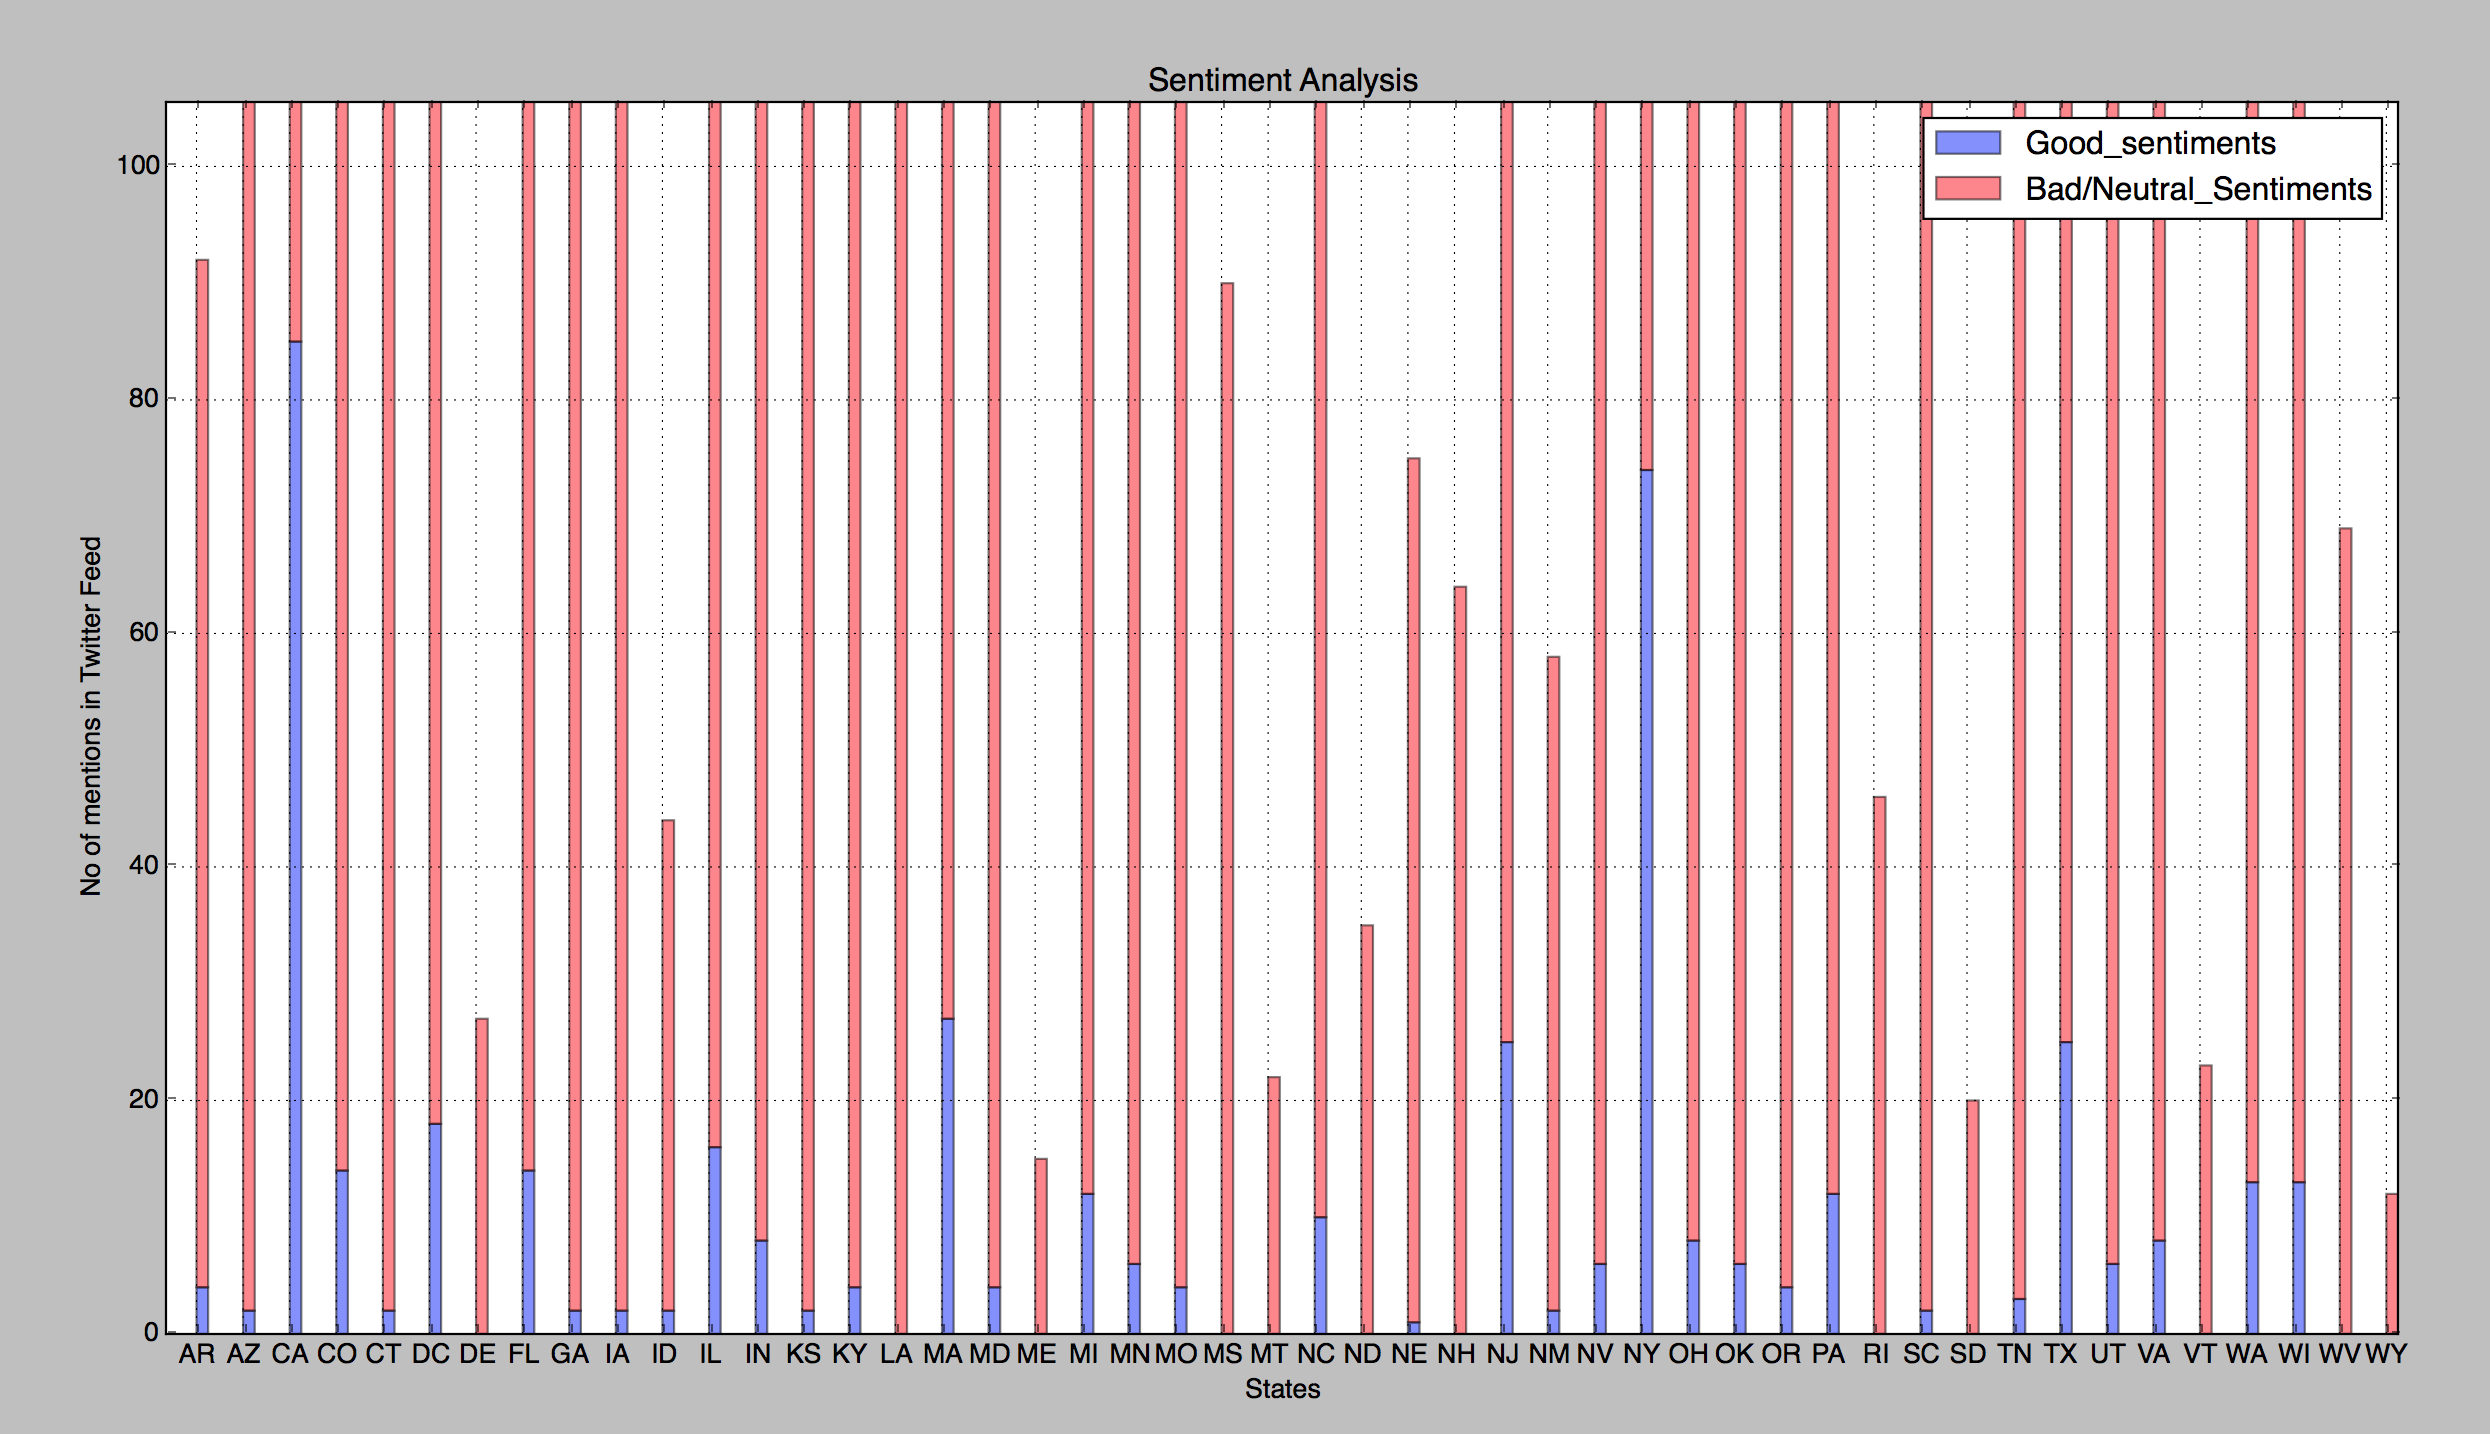 Sentiment Analysis
Good_sentiments
Bad/Neutral_Sentiments
No of mentions in Twitter Feed
100
80
60
40
20
0
AR AZ CA CO CT DC DE FL GA IA ID IL IN KS KY LA MA MD ME MI MN MO MS MT NC ND NE NH NJ NM NV NY OH OK OR PA RI SC SD TN TX UT VA VT WA WI WV WY
States